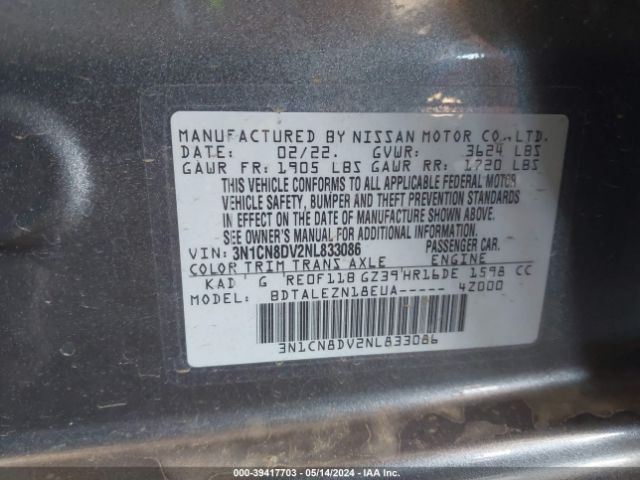 MANUFACTURED BY NISSAN MOTOR CO.,LTD.
DATE: 02/22. GVWR: 3624 LBS
GAWR FR: 1905 LBS GAWR RR: 1720 LBS
THIS VEHICLE CONFORMS TO ALL APPLICABLE FEDERAL MOTOR
VEHICLE SAFETY, BUMPER AND THEFT PREVENTION STANDARDS
IN EFFECT ON THE DATE OF MANUFACTURE SHOWN ABOVE.
SEE OWNER'S MANUAL FOR ADDITIONAL INFORMATION.
VIN: 3N1CN8DV2NL833086 PASSENGER CAR.
COLOR TRIM TRANS AXLE ENGINE
KAD G RE0F11B GZ39 HR16DE 1598 CC
MODEL: BDTALEZN18EUA----- 4Z000
3N1CN8DV2NL833086
000-39417703 - 05/14/2024 - IAA Inc.